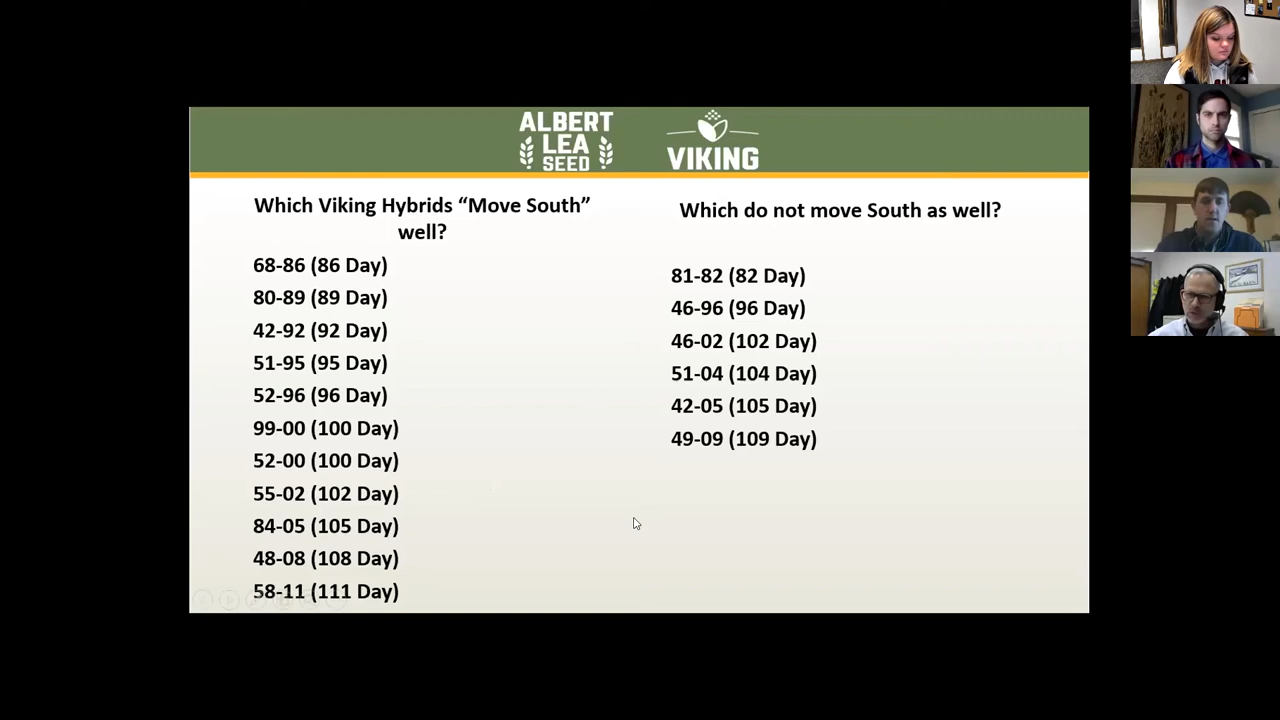 ALBERT
LEA
SEED
VIKING
Which Viking Hybrids “Move South”
well?
68-86 (86 Day)
80-89 (89 Day)
42-92 (92 Day)
51-95 (95 Day)
52-96 (96 Day)
99-00 (100 Day)
52-00 (100 Day)
55-02 (102 Day)
84-05 (105 Day)
48-08 (108 Day)
58-11 (111 Day)
Which do not move South as well?
81-82 (82 Day)
46-96 (96 Day)
46-02 (102 Day)
51-04 (104 Day)
42-05 (105 Day)
49-09 (109 Day)